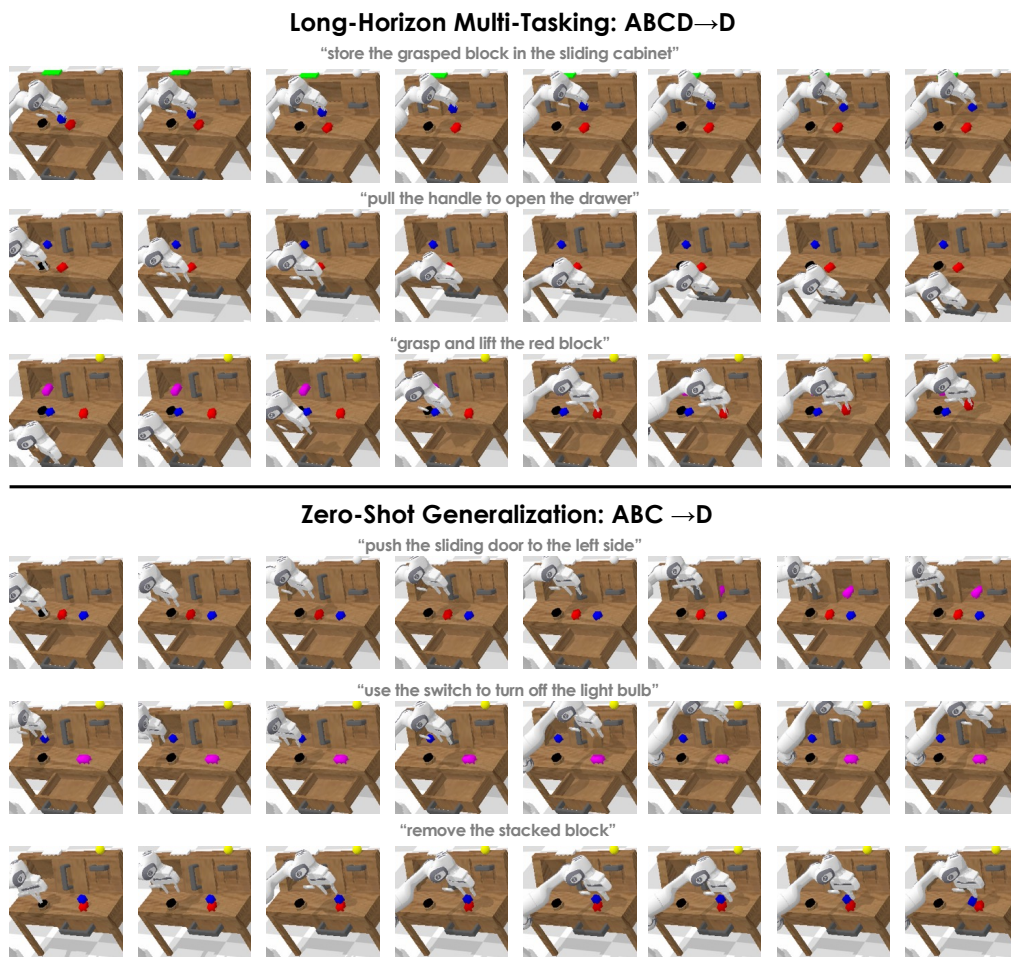 Long-Horizon Multi-Tasking: ABCD→D
“store the grasped block in the sliding cabinet”
“pull the handle to open the drawer”
“grasp and lift the red block”
Zero-Shot Generalization: ABC →D
“push the sliding door to the left side”
“use the switch to turn off the light bulb”
“remove the stacked block”